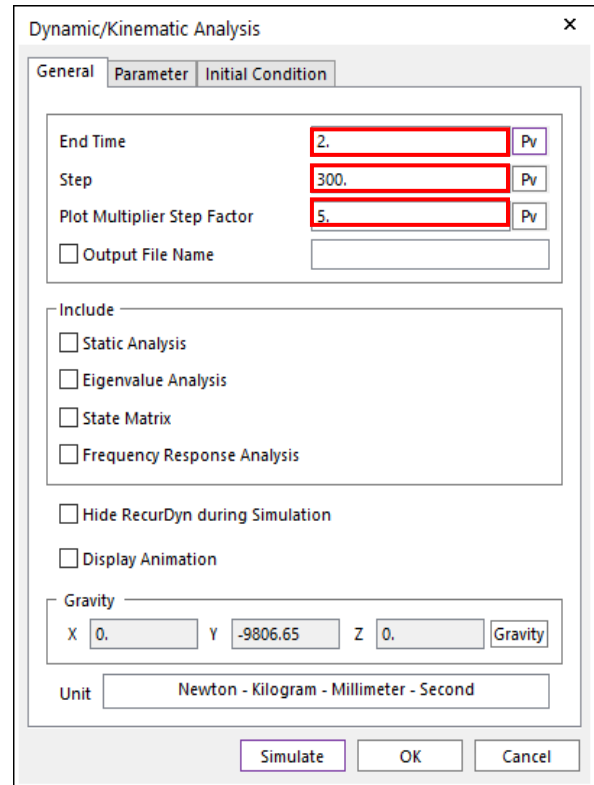 Dynamic/Kinematic Analysis ×
General Parameter Initial Condition
End Time 2. Pv
Step 300. Pv
Plot Multiplier Step Factor 5. Pv
Output File Name
Include
Static Analysis
Eigenvalue Analysis
State Matrix
Frequency Response Analysis
Hide RecurDyn during Simulation
Display Animation
Gravity
X 0. Y -9806.65 Z 0. Gravity
Unit Newton - Kilogram - Millimeter - Second
Simulate OK Cancel